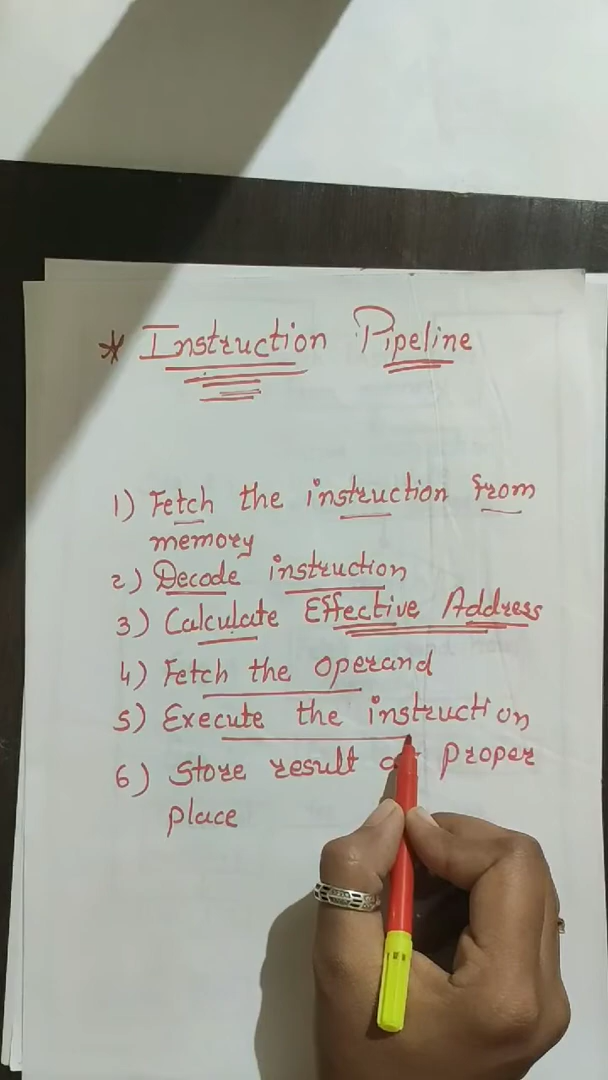 * Instruction Pipeline
1) Fetch the instruction from
memory
2) Decode instruction
3) Calculate Effective Address
4) Fetch the operand
5) Execute the instruction
6) Store result proper
place